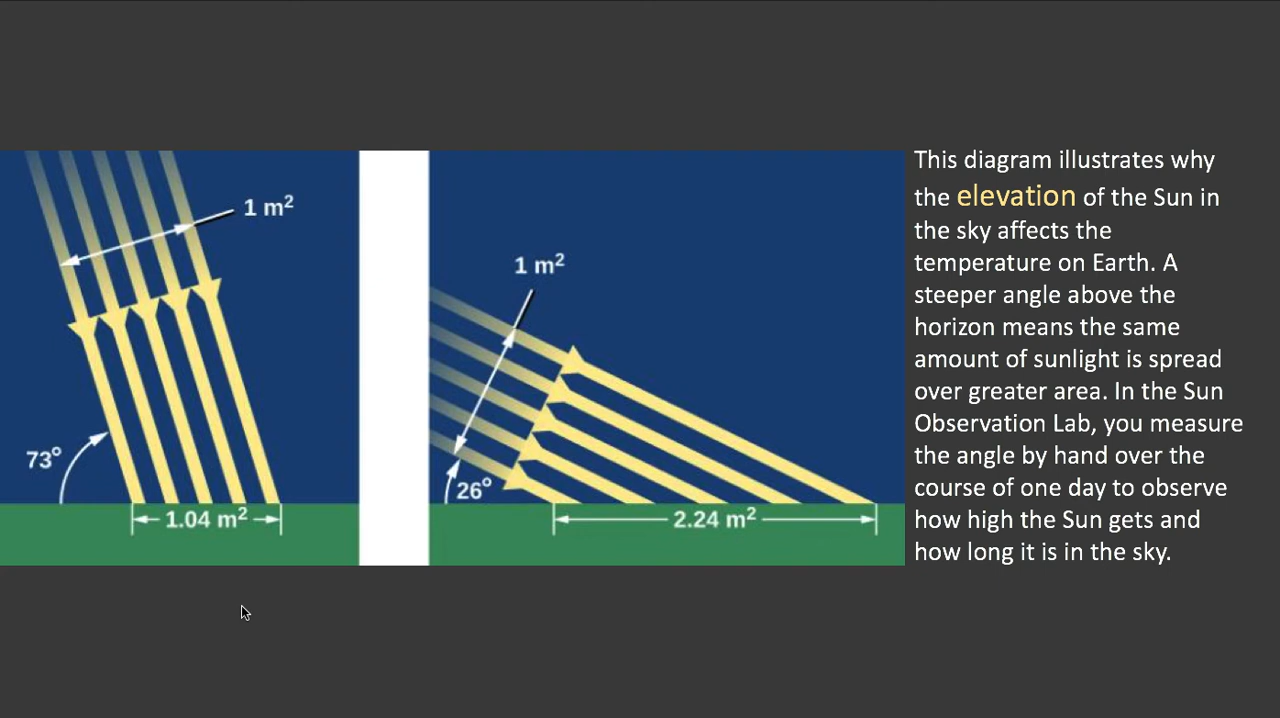 1 m²
73°
1.04 m²
1 m²
26°
2.24 m²
This diagram illustrates why
the elevation of the Sun in
the sky affects the
temperature on Earth. A
steeper angle above the
horizon means the same
amount of sunlight is spread
over greater area. In the Sun
Observation Lab, you measure
the angle by hand over the
course of one day to observe
how high the Sun gets and
how long it is in the sky.